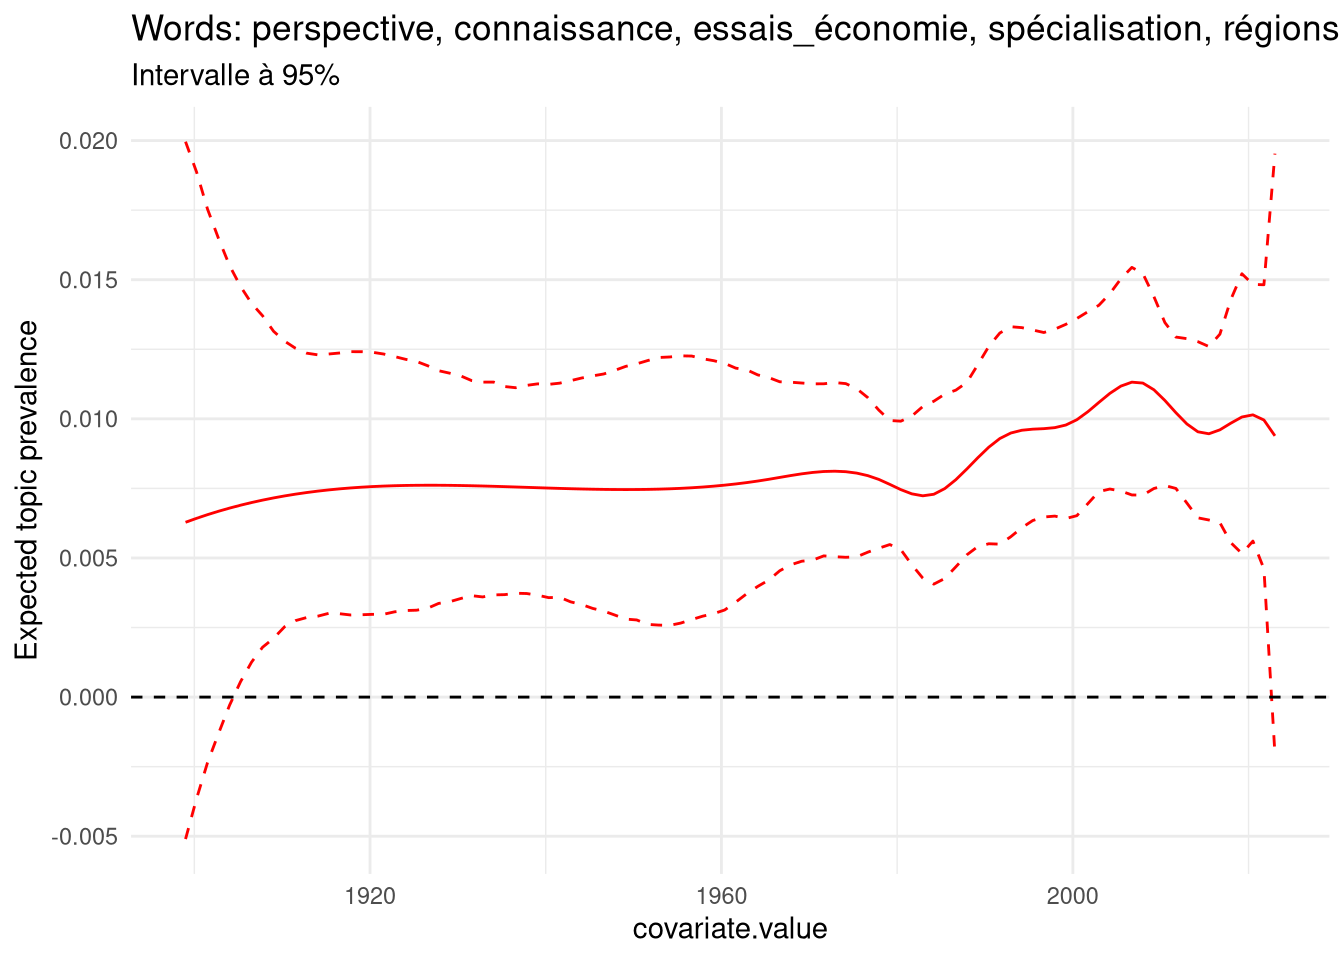 Words: perspective, connaissance, essais_économie, spécialisation, régions
Intervalle à 95%
0.020
0.015
0.010
0.005
0.000
-0.005
Expected topic prevalence
1920
1960
2000
covariate.value